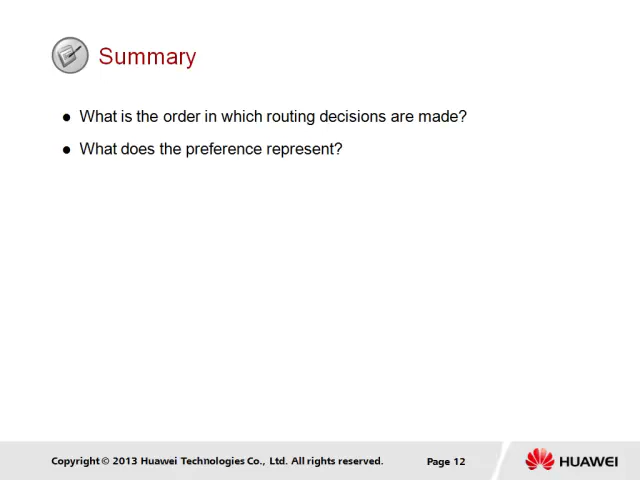 Summary
● What is the order in which routing decisions are made?
● What does the preference represent?
Copyright © 2013 Huawei Technologies Co., Ltd. All rights reserved.
Page 12
HUAWEI